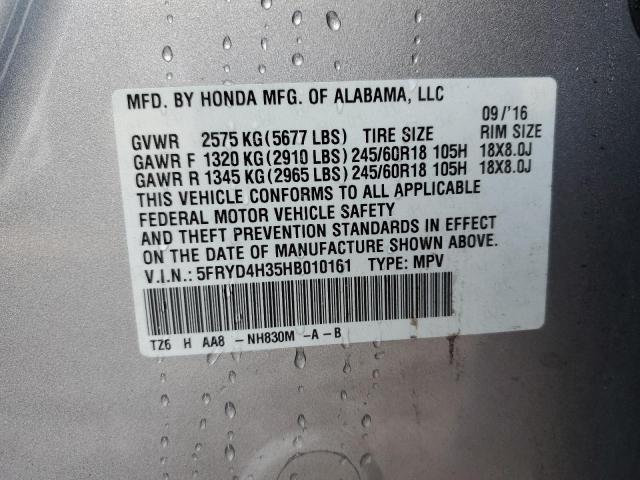 MFD. BY HONDA MFG. OF ALABAMA, LLC
09/'16
GVWR 2575 KG(5677 LBS) TIRE SIZE RIM SIZE
GAWR F 1320 KG(2910 LBS)245/60R18 105H 18X8.0J
GAWR R 1345 KG(2965 LBS)245/60R18 105H 18X8.0J
THIS VEHICLE CONFORMS TO ALL APPLICABLE
FEDERAL MOTOR VEHICLE SAFETY
AND THEFT PREVENTION STANDARDS IN EFFECT
ON THE DATE OF MANUFACTURE SHOWN ABOVE.
V.I.N.: 5FRYD4H35HB010161 TYPE: MPV
TZ6 H AA8 -NH830M -A-B